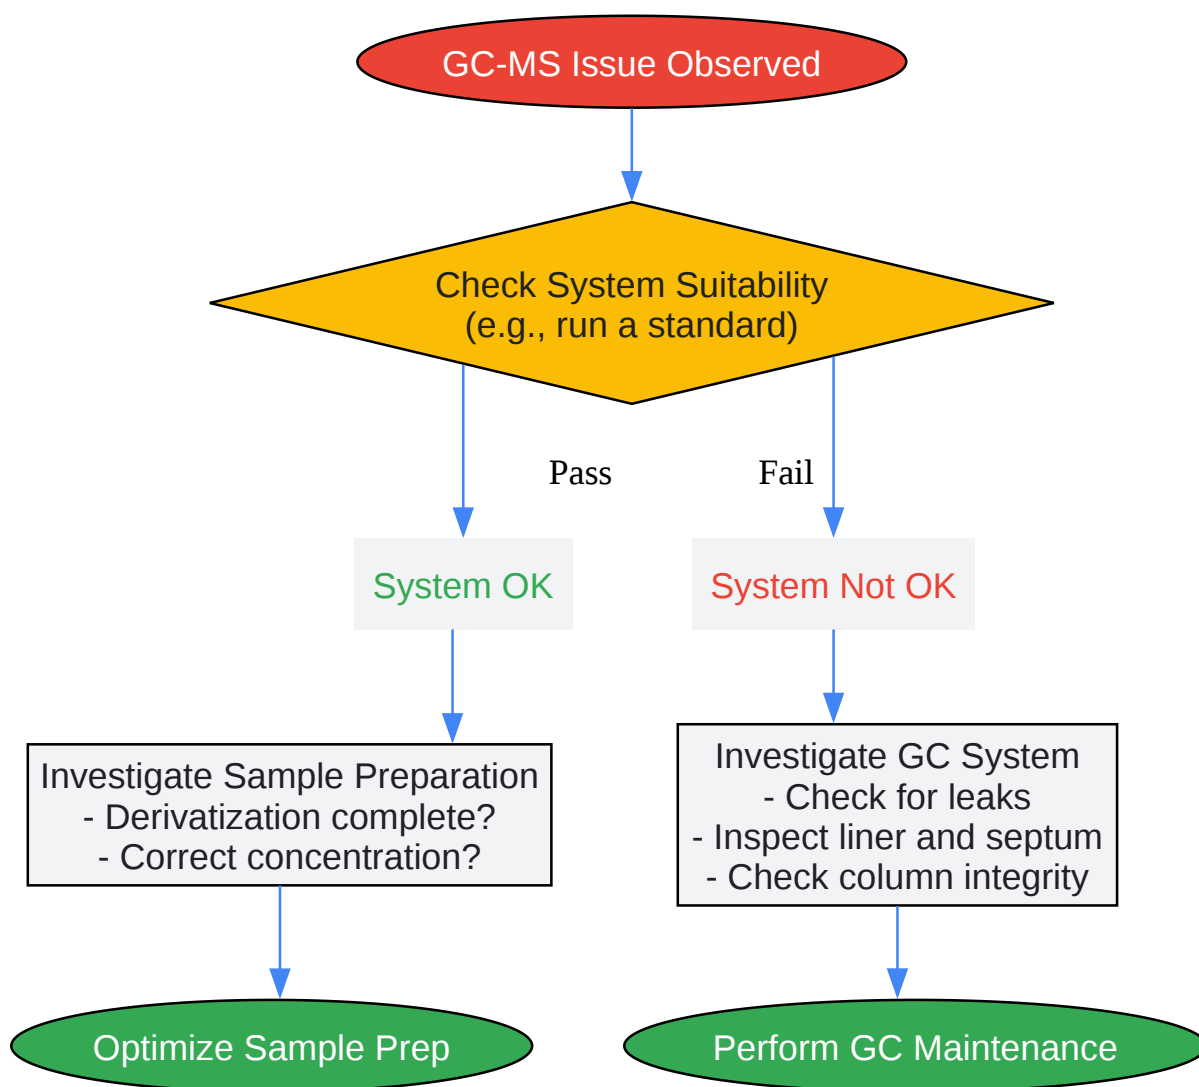 GC-MS Issue Observed
Check System Suitability
(e.g., run a standard)
Pass
Fail
System OK
System Not OK
Investigate Sample Preparation
- Derivatization complete?
- Correct concentration?
Investigate GC System
- Check for leaks
- Inspect liner and septum
- Check column integrity
Optimize Sample Prep
Perform GC Maintenance